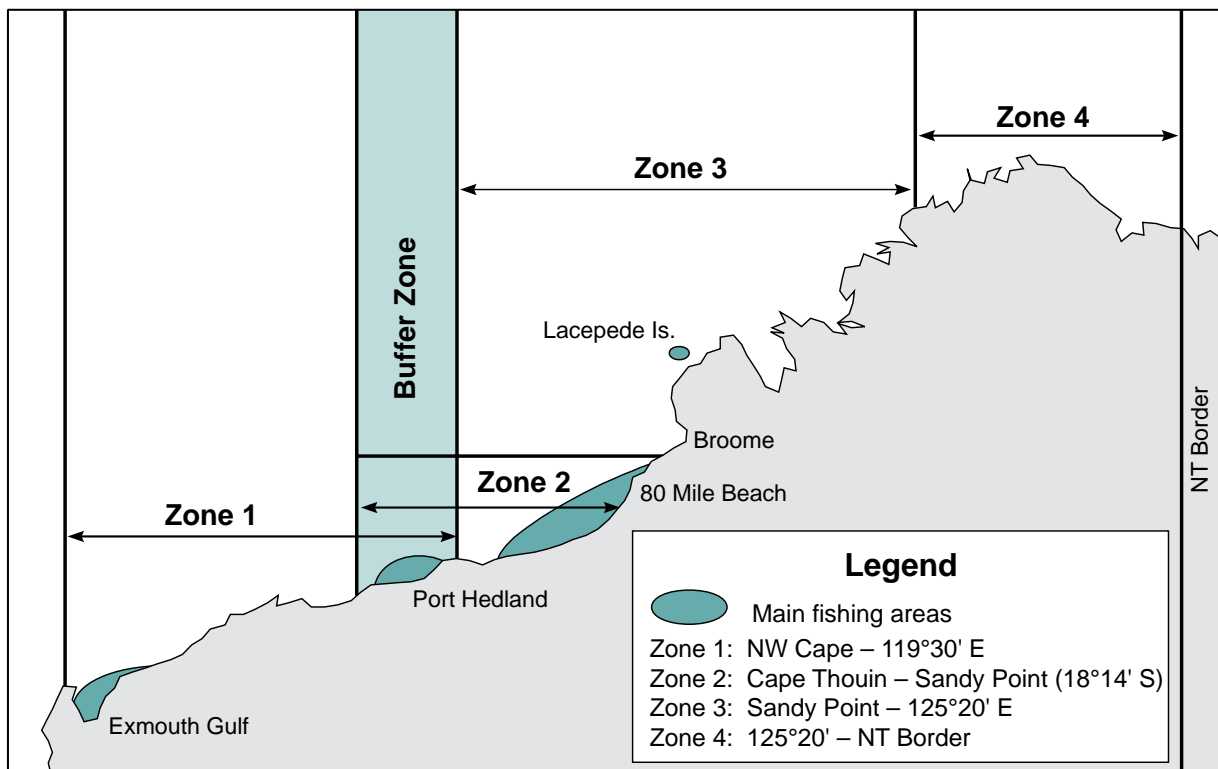 Zone 4
Zone 3
Buffer Zone
Lacepede Is.
NT Border
Broome
Zone 2
80 Mile Beach
Zone 1
Port Hedland
Exmouth Gulf
Legend
Main fishing areas
Zone 1: NW Cape – 119°30' E
Zone 2: Cape Thouin – Sandy Point (18°14' S)
Zone 3: Sandy Point – 125°20' E
Zone 4: 125°20' – NT Border